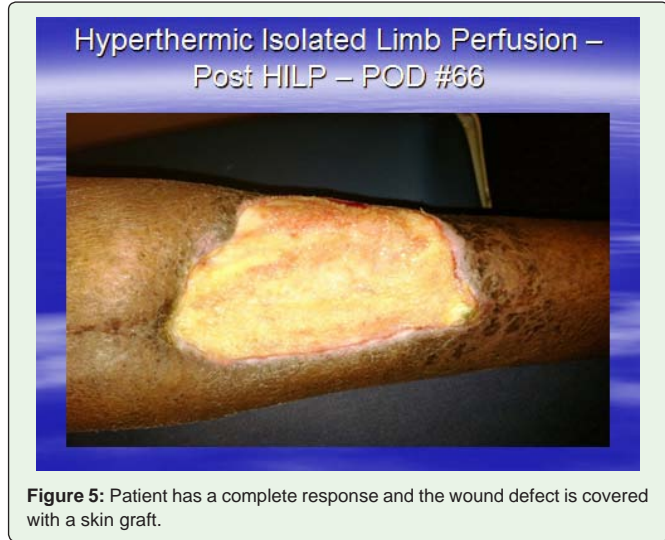 Hyperthermic Isolated Limb Perfusion –
Post HILP – POD #66
Figure 5: Patient has a complete response and the wound defect is covered
with a skin graft.